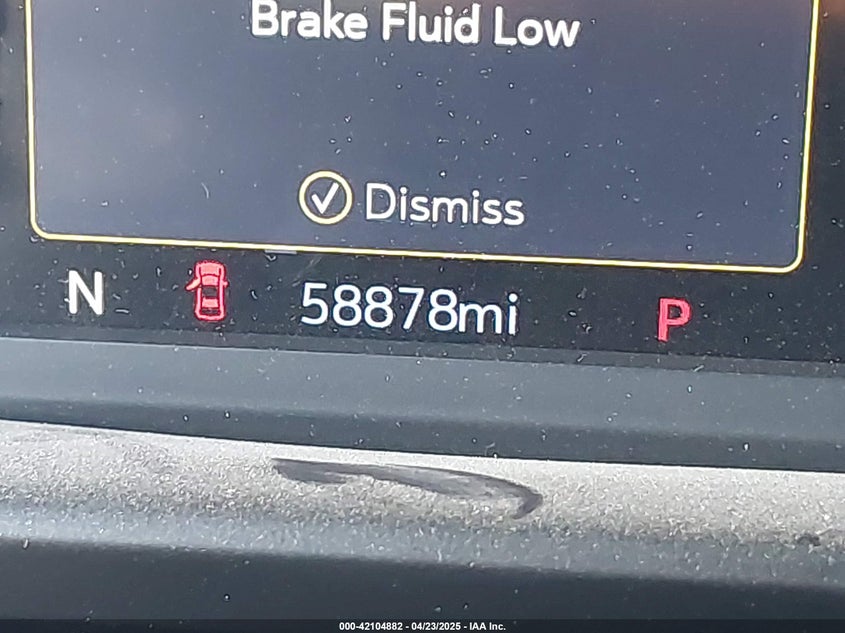 Brake Fluid Low
Dismiss
N 58878mi P
000-42104882 - 04/23/2025 - IAA Inc.